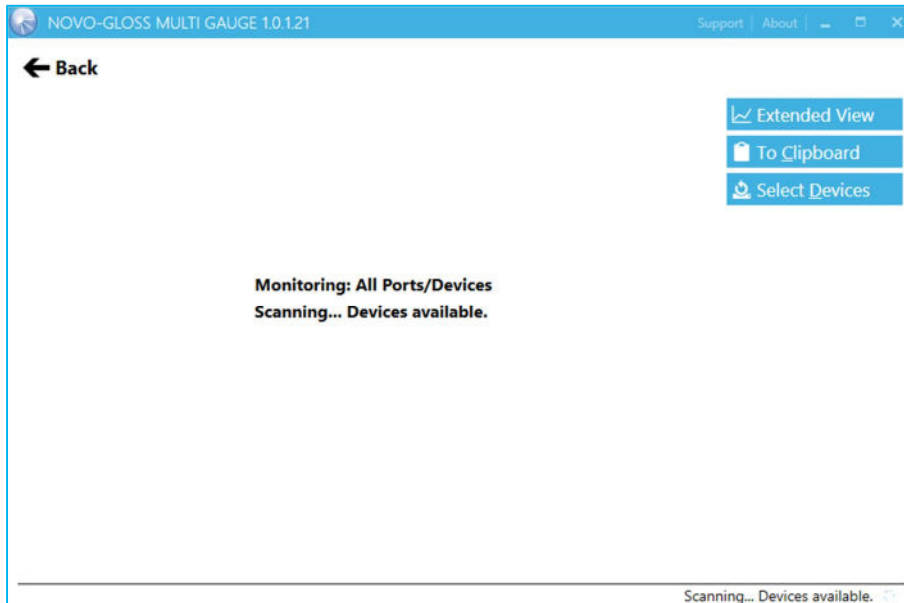 NOVO-GLOSS MULTI GAUGE 1.0.1.21
Support | About |
Back
Extended View
To Clipboard
Select Devices
Monitoring: All Ports/Devices
Scanning... Devices available.
Scanning... Devices available.